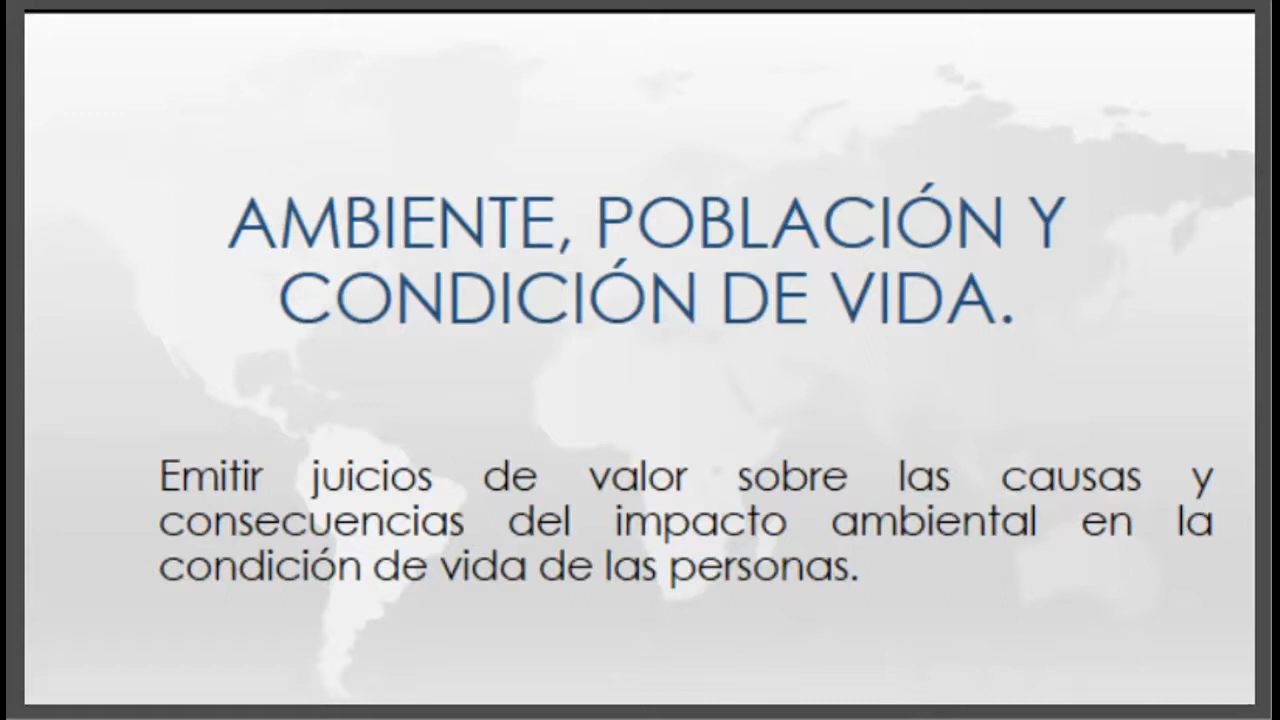 AMBIENTE, POBLACIÓN Y
CONDICIÓN DE VIDA.
Emitir juicios de valor sobre las causas y
consecuencias del impacto ambiental en la
condición de vida de las personas.